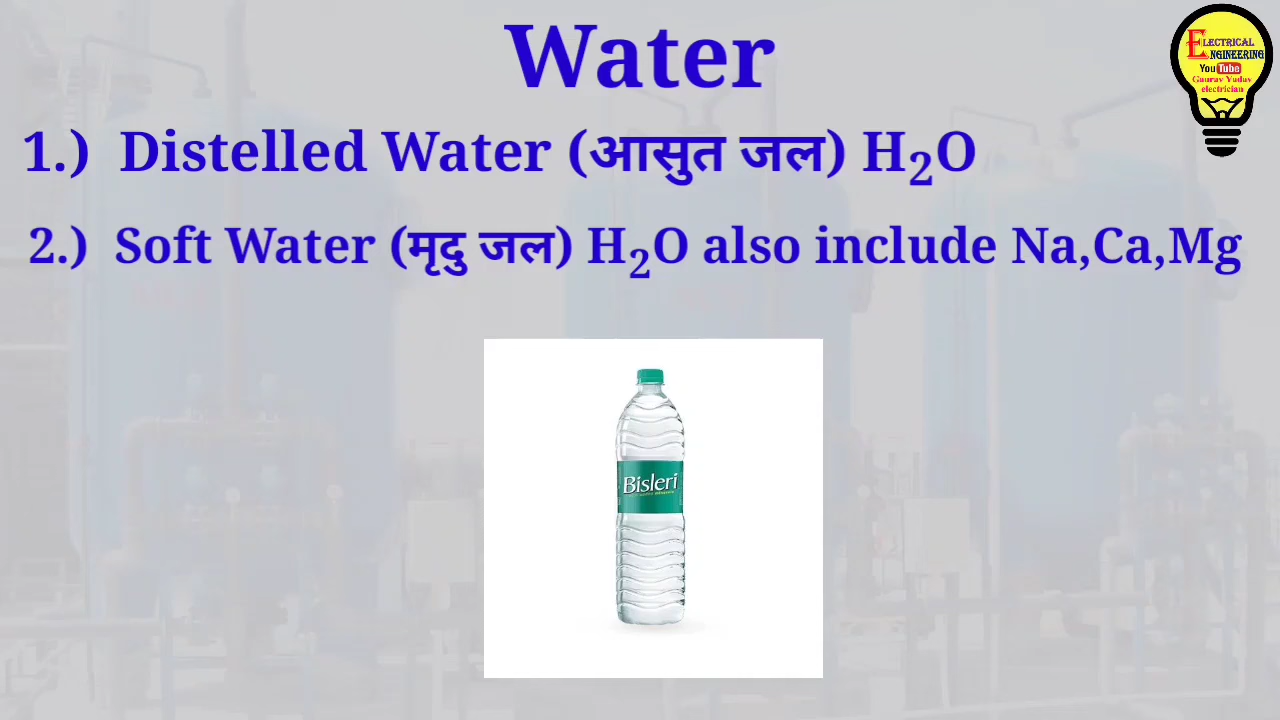 Water
1.) Distelled Water (आसुत जल) H₂O
2.) Soft Water (मृदु जल) H₂O also include Na,Ca,Mg
ELECTRICAL
ENGINEERING
YouTube
Gaurav Yadav
electrician
Bisleri